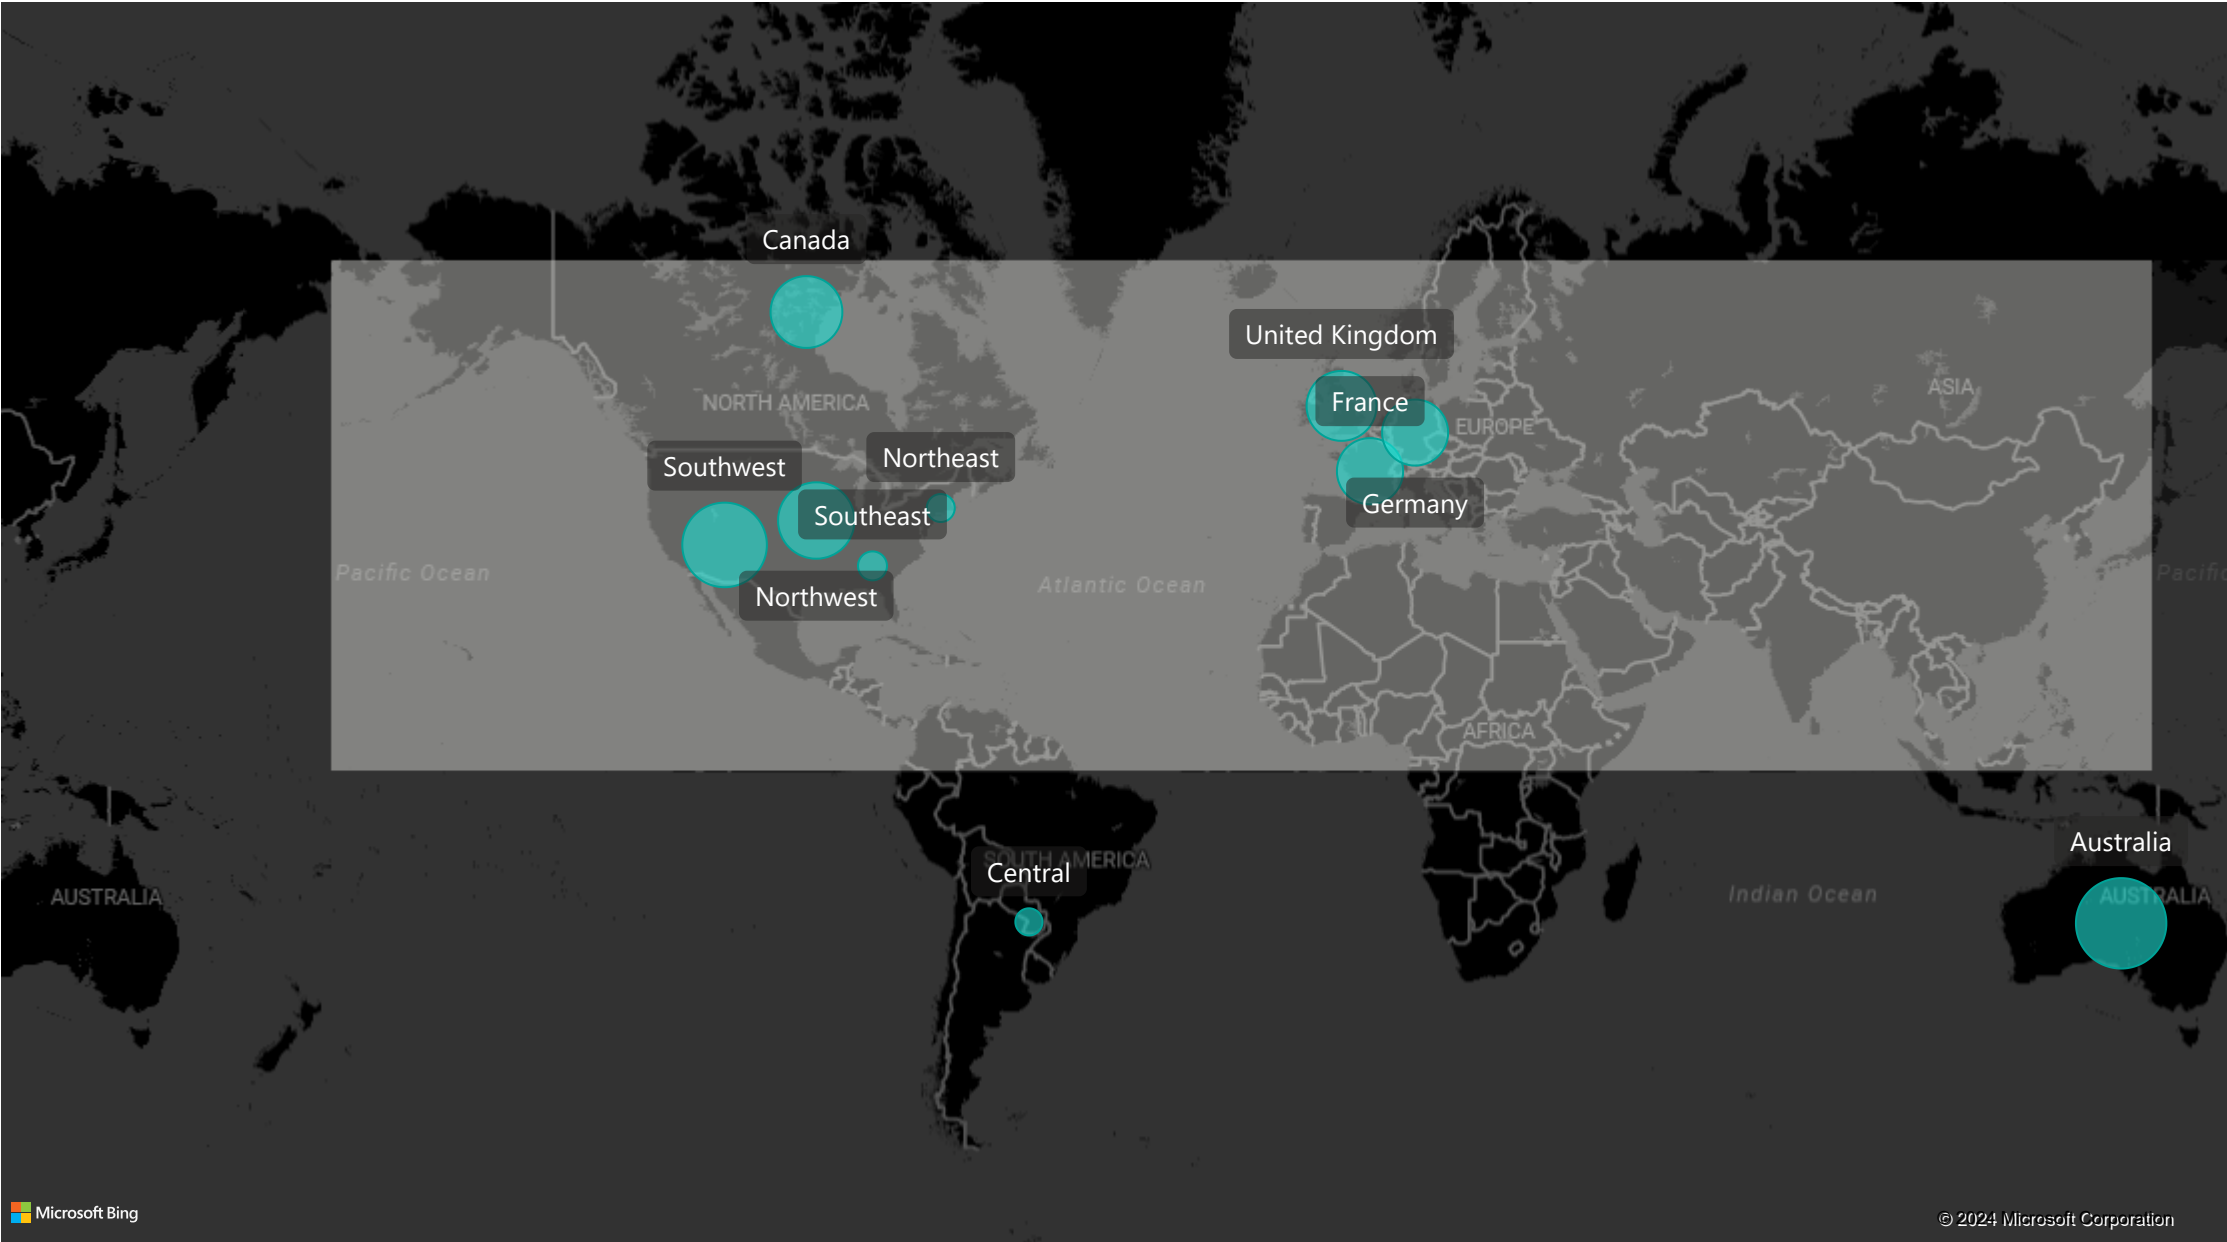 Canada
United Kingdom
ASIA
NORTH AMERICA
France
EUROPE
Northeast
Southwest
Germany
Southeast
Pacific Ocean
Atlantic Ocean
Pacific
Northwest
AFRICA
Australia
SOUTH AMERICA
Central
AUSTRALIA
Indian Ocean
AUSTRALIA
Microsoft Bing
© 2024 Microsoft Corporation